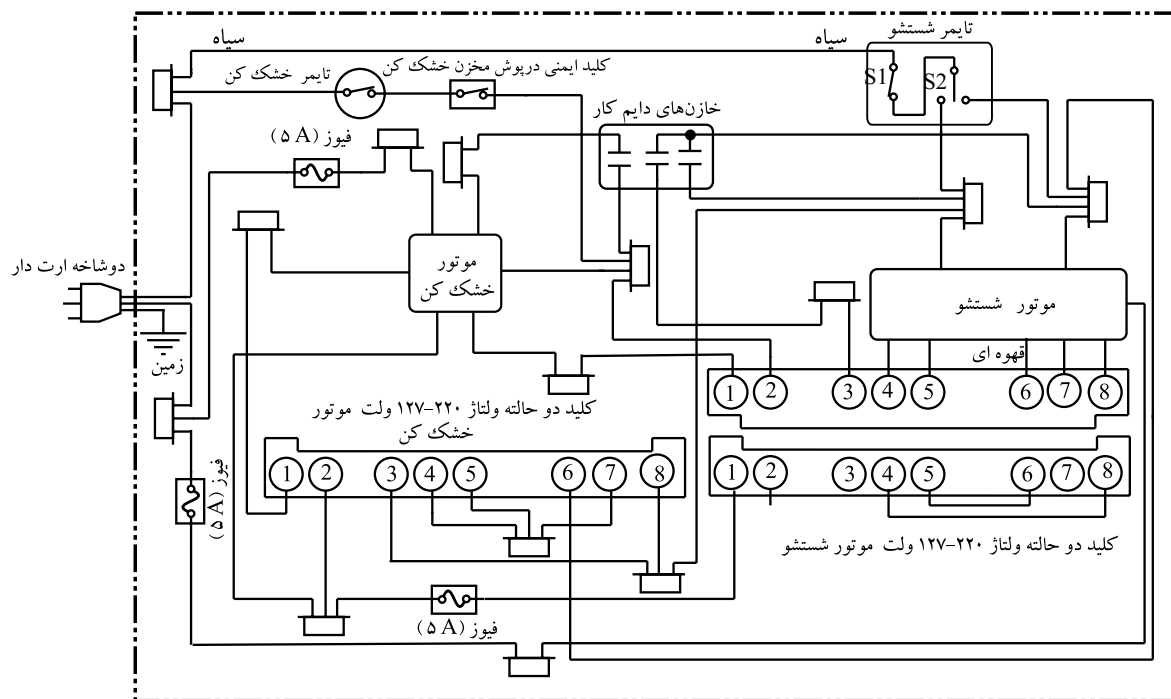 تایمر شستشو
سیاه
سیاه
کلید ایمنی درپوش مخزن خشک کن
تایمر خشک کن
S1
S2
خازن‌های دایم کار
فیوز (۵ A)
دوشاخه ارت دار
زمین
موتور
خشک کن
موتور شستشو
قهوه ای
1 2 3 4 5 6 7 8
کلید دو حالته ولتاژ ۲۲۰-۱۲۷ ولت موتور
خشک کن
1 2 3 4 5 6 7 8
1 2 3 4 5 6 7 8
فیوز (۵ A)
کلید دو حالته ولتاژ ۲۲۰-۱۲۷ ولت موتور شستشو
فیوز (۵ A)